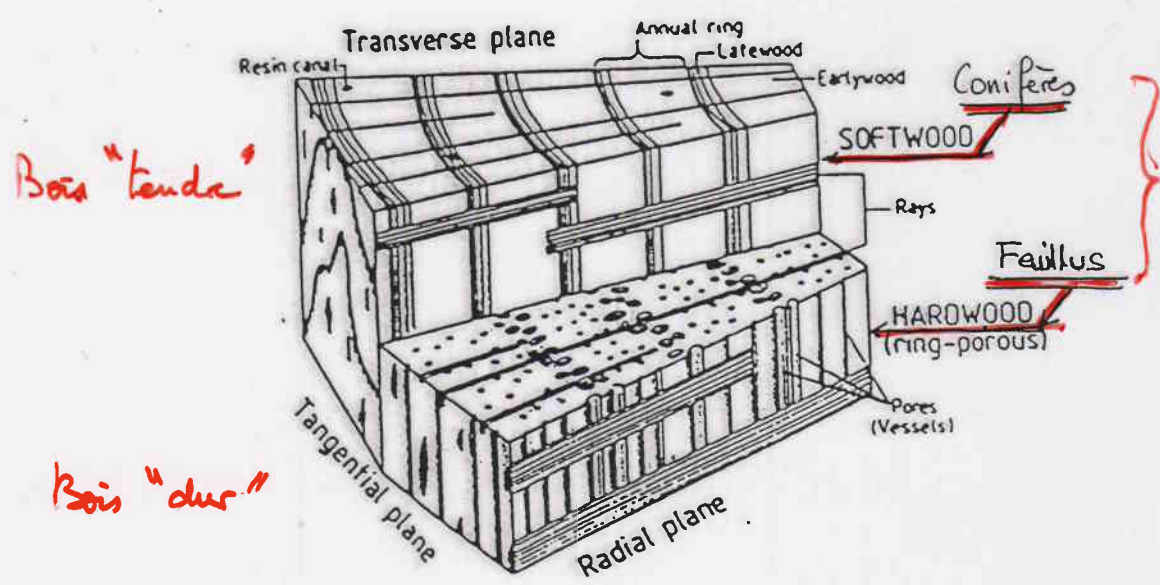 Transverse plane
Annual ring
Latewood
Resin canal
Earlywood
Conifères
SOFTWOOD
Bois "tendre"
Rays
Feuillus
HARDWOOD
(ring-porous)
Pores
(Vessels)
Tangential plane
Bois "dur"
Radial plane